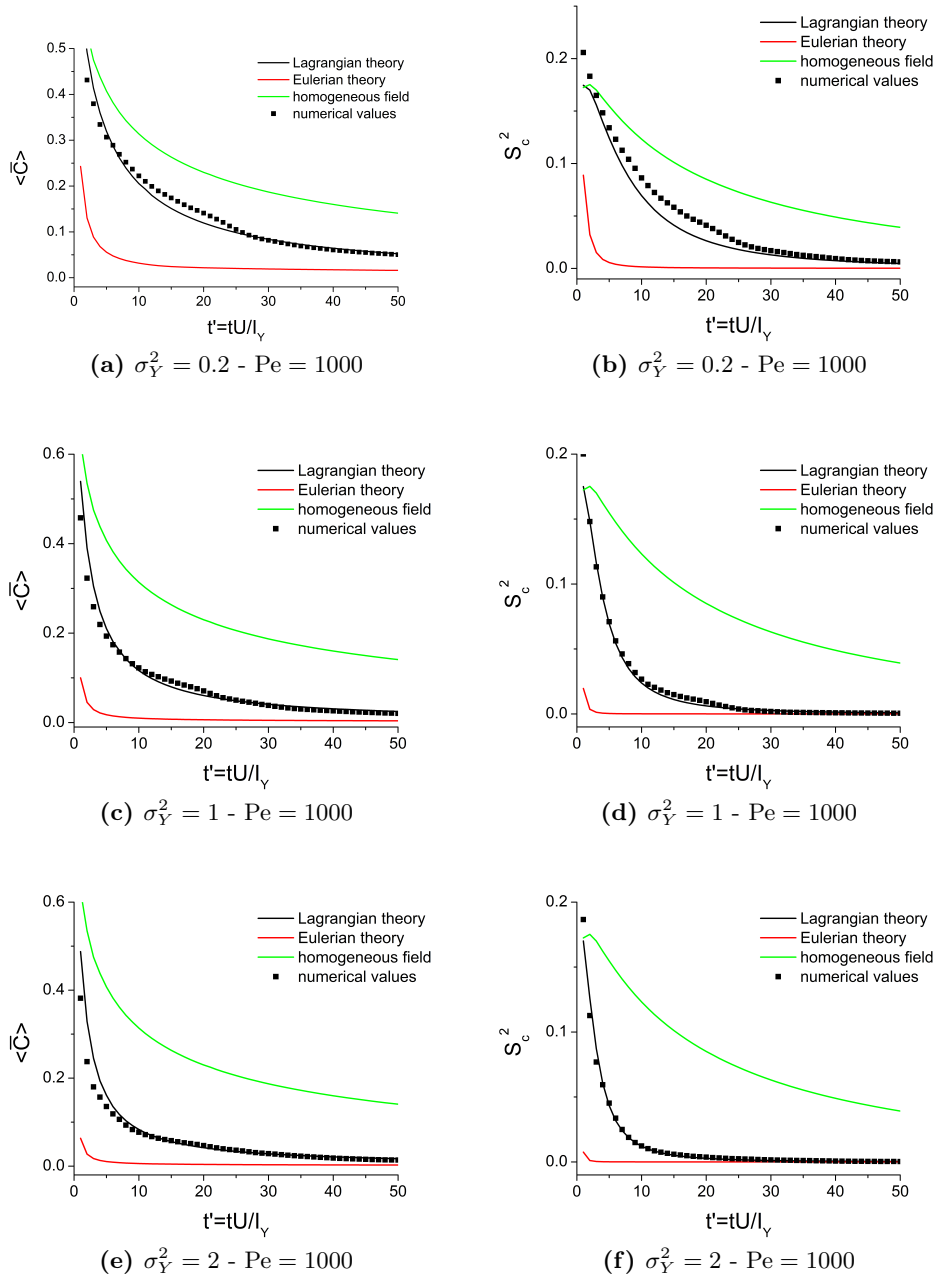 0.5
0.4
0.3
0.2
0.1
0.0
<C̅>
Lagrangian theory
Eulerian theory
homogeneous field
numerical values
0 10 20 30 40 50
t'=tU/I_Y
(a) σ_Y^2 = 0.2 - Pe = 1000
0.2
0.1
0.0
S_c^2
Lagrangian theory
Eulerian theory
homogeneous field
numerical values
0 10 20 30 40 50
t'=tU/I_Y
(b) σ_Y^2 = 0.2 - Pe = 1000
0.6
0.4
0.2
0.0
<C̅>
Lagrangian theory
Eulerian theory
homogeneous field
numerical values
0 10 20 30 40 50
t'=tU/I_Y
(c) σ_Y^2 = 1 - Pe = 1000
0.2
0.1
0.0
S_c^2
Lagrangian theory
Eulerian theory
homogeneous field
numerical values
0 10 20 30 40 50
t'=tU/I_Y
(d) σ_Y^2 = 1 - Pe = 1000
0.6
0.4
0.2
0.0
<C̅>
Lagrangian theory
Eulerian theory
homogeneous field
numerical values
0 10 20 30 40 50
t'=tU/I_Y
(e) σ_Y^2 = 2 - Pe = 1000
0.2
0.1
0.0
S_c^2
Lagrangian theory
Eulerian theory
homogeneous field
numerical values
0 10 20 30 40 50
t'=tU/I_Y
(f) σ_Y^2 = 2 - Pe = 1000